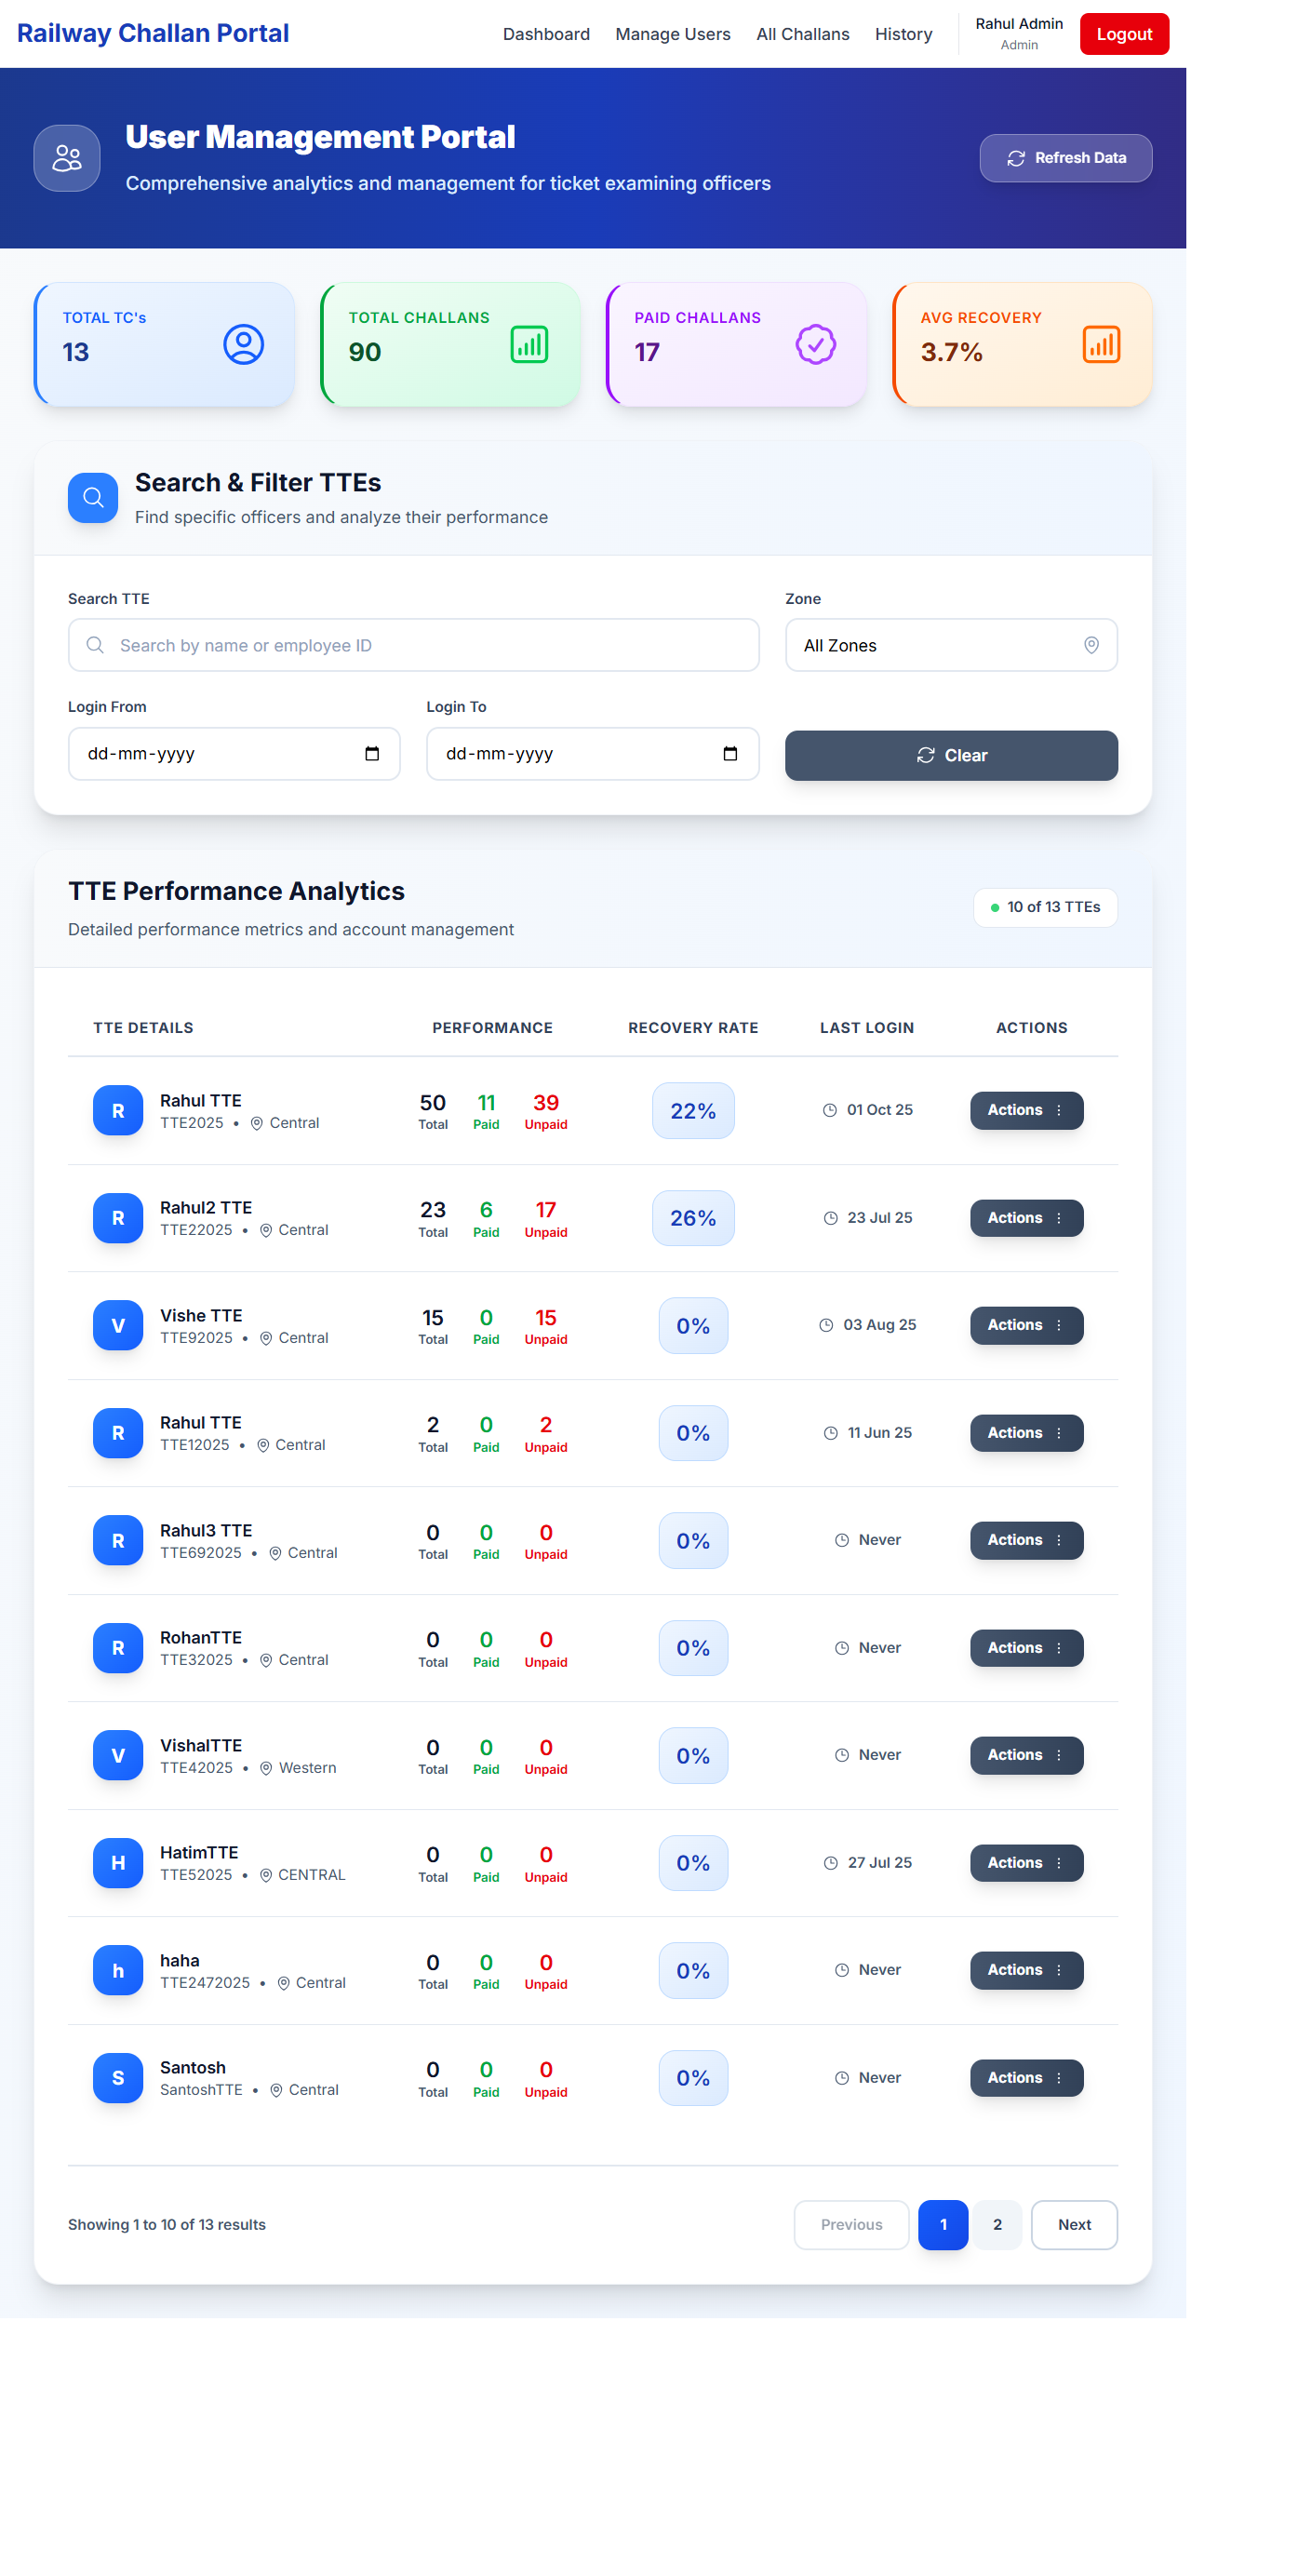 Railway Challan Portal
Dashboard Manage Users All Challans History
Rahul Admin
Admin
Logout
User Management Portal
Comprehensive analytics and management for ticket examining officers
Refresh Data
TOTAL TC's
13
TOTAL CHALLANS
90
PAID CHALLANS
17
AVG RECOVERY
3.7%
Search & Filter TTEs
Find specific officers and analyze their performance
Search TTE
Search by name or employee ID
Zone
All Zones
Login From
dd-mm-yyyy
Login To
dd-mm-yyyy
Clear
TTE Performance Analytics
Detailed performance metrics and account management
10 of 13 TTEs
TTE DETAILS PERFORMANCE RECOVERY RATE LAST LOGIN ACTIONS
R
Rahul TTE
TTE2025 • Central
50 11 39
Total Paid Unpaid
22%
01 Oct 25
Actions
R
Rahul2 TTE
TTE22025 • Central
23 6 17
Total Paid Unpaid
26%
23 Jul 25
Actions
V
Vishe TTE
TTE92025 • Central
15 0 15
Total Paid Unpaid
0%
03 Aug 25
Actions
R
Rahul TTE
TTE12025 • Central
2 0 2
Total Paid Unpaid
0%
11 Jun 25
Actions
R
Rahul3 TTE
TTE692025 • Central
0 0 0
Total Paid Unpaid
0%
Never
Actions
R
RohanTTE
TTE32025 • Central
0 0 0
Total Paid Unpaid
0%
Never
Actions
V
VishalTTE
TTE42025 • Western
0 0 0
Total Paid Unpaid
0%
Never
Actions
H
HatimTTE
TTE52025 • CENTRAL
0 0 0
Total Paid Unpaid
0%
27 Jul 25
Actions
h
haha
TTE2472025 • Central
0 0 0
Total Paid Unpaid
0%
Never
Actions
S
Santosh
SantoshTTE • Central
0 0 0
Total Paid Unpaid
0%
Never
Actions
Showing 1 to 10 of 13 results
Previous 1 2 Next